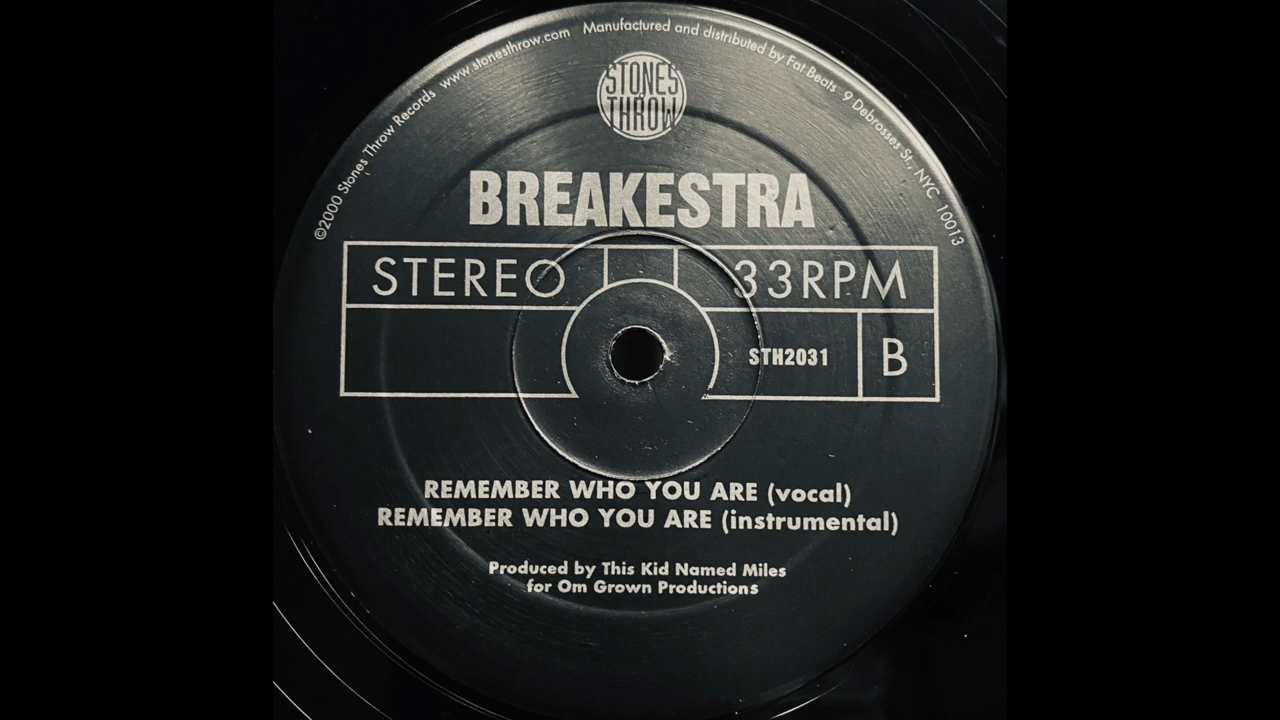 ©2000 Stones Throw Records www.stonesthrow.com Manufactured and distributed by Fat Beats 9 Debrosses St., NYC 10013
STONES
THROW
BREAKESTRA
STEREO 33RPM
STH2031 B
REMEMBER WHO YOU ARE (vocal)
REMEMBER WHO YOU ARE (instrumental)
Produced by This Kid Named Miles
for Om Grown Productions